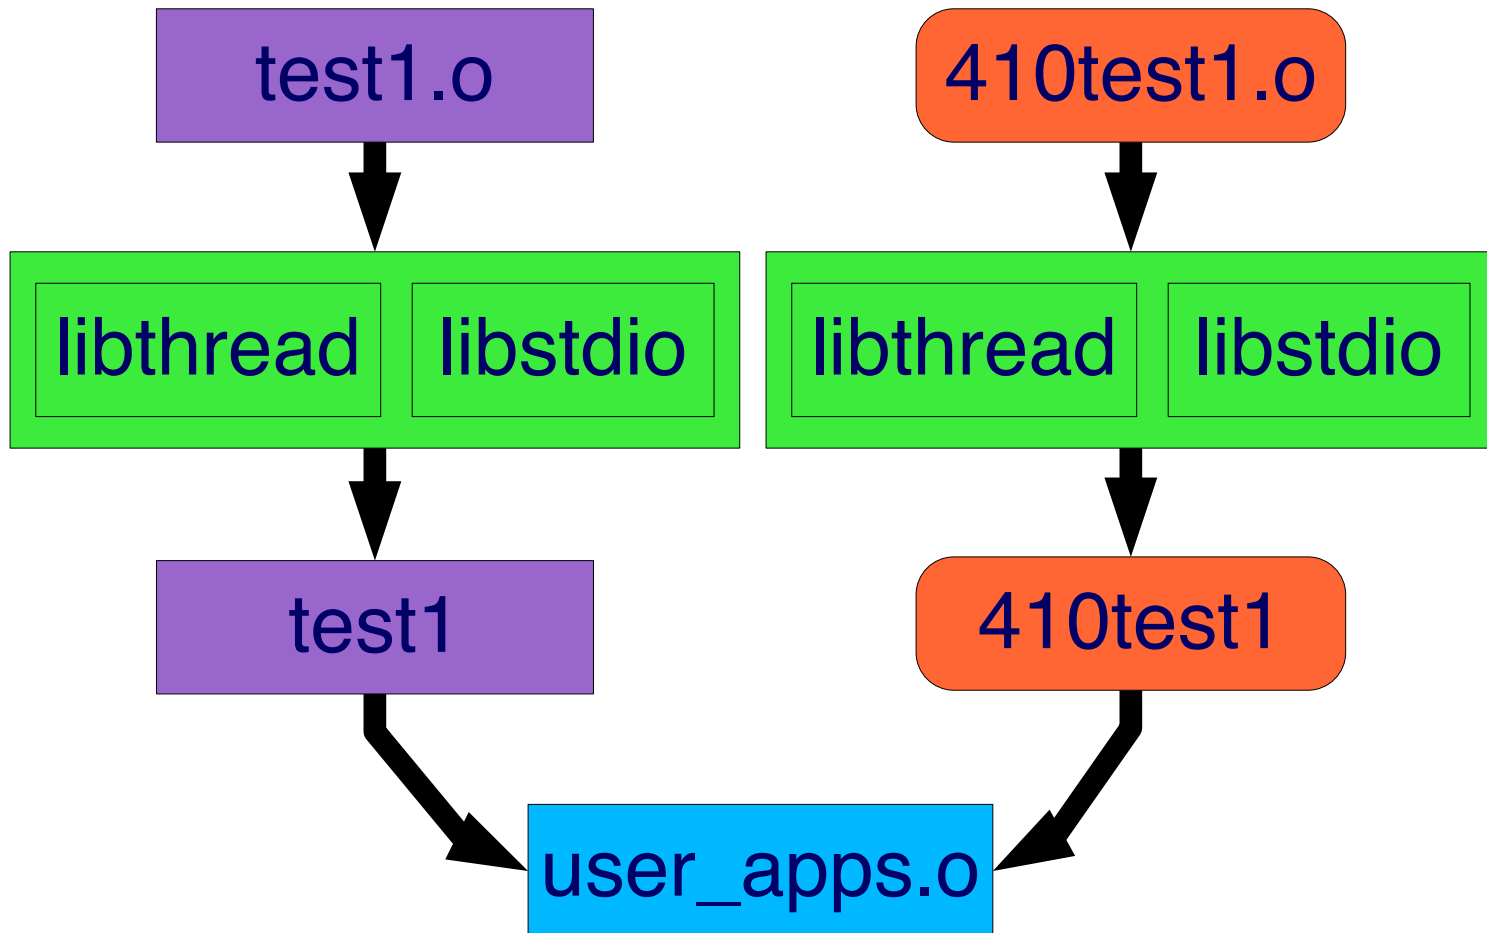 test1.o
410test1.o
libthread
libstdio
libthread
libstdio
test1
410test1
user_apps.o